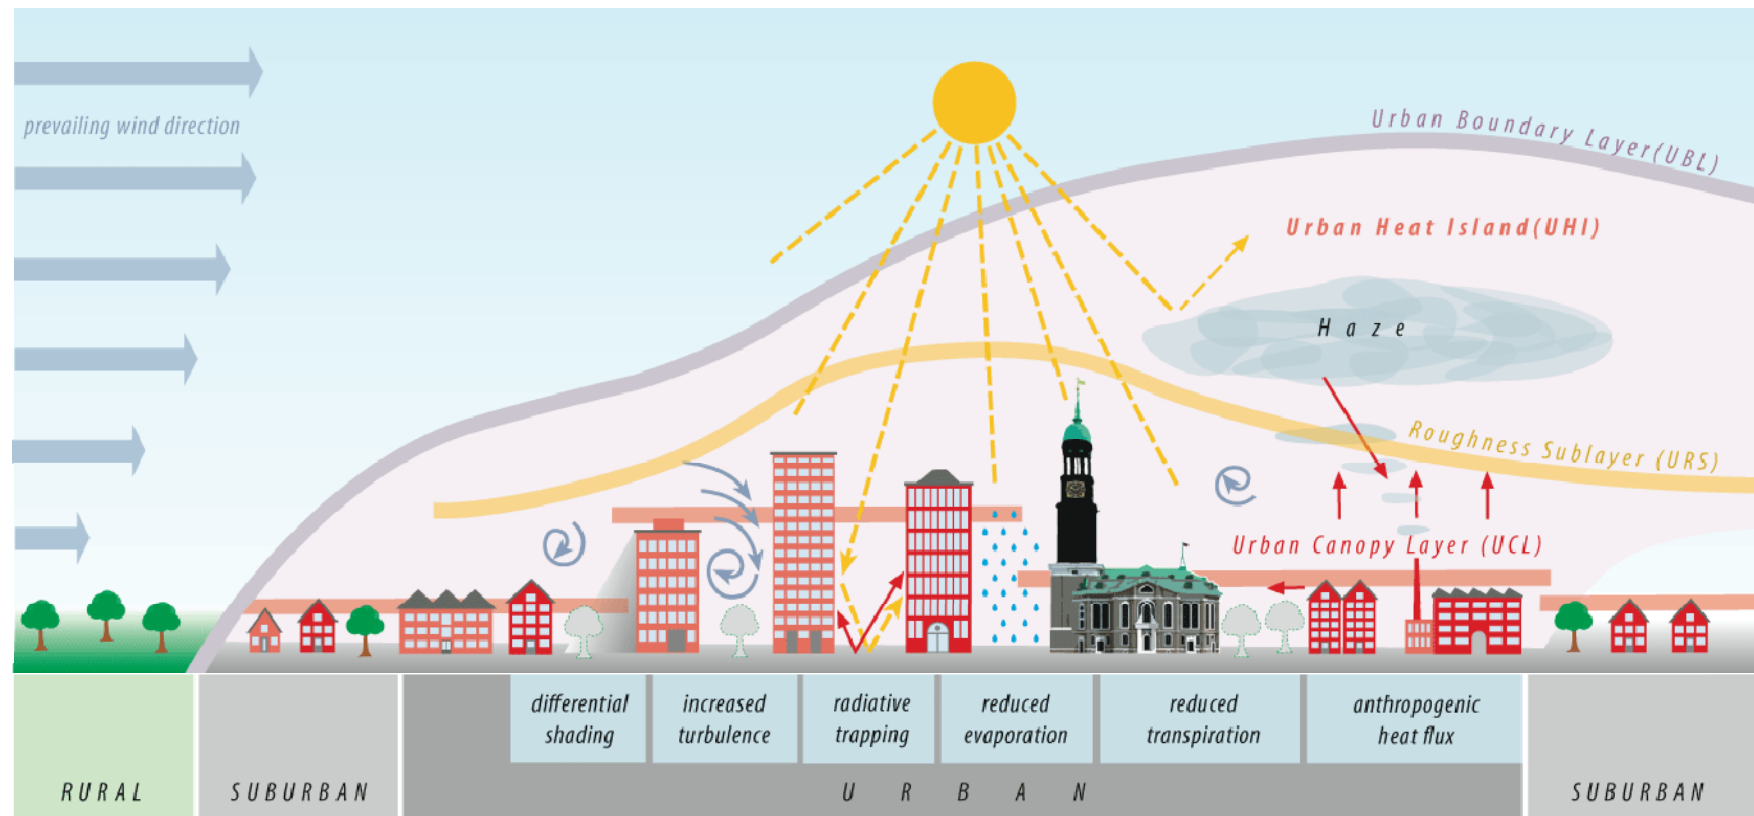 prevailing wind direction
Urban Boundary Layer(UBL)
Urban Heat Island(UHI)
Haze
Roughness Sublayer (URS)
Urban Canopy Layer (UCL)
differential
shading
increased
turbulence
radiative
trapping
reduced
evaporation
reduced
transpiration
anthropogenic
heat flux
RURAL
SUBURBAN
URBAN
SUBURBAN